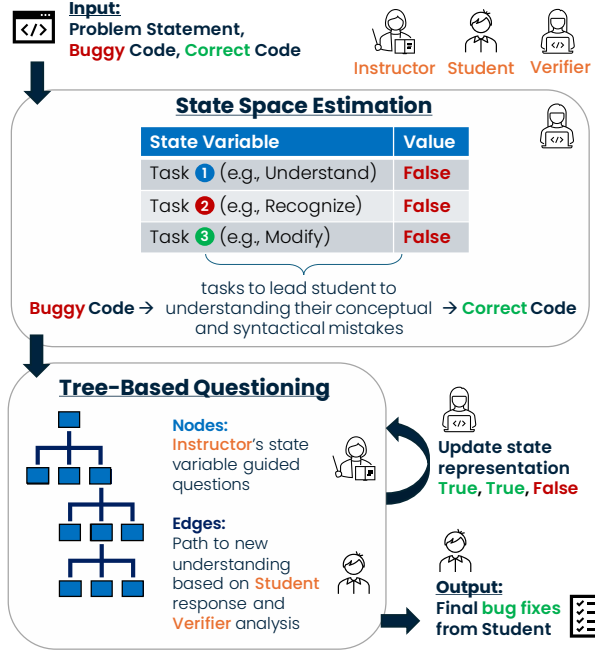 Input:
Problem Statement,
Buggy Code, Correct Code
</>
Instructor Student Verifier
State Space Estimation
</>
State Variable Value
Task 1 (e.g., Understand) False
Task 2 (e.g., Recognize) False
Task 3 (e.g., Modify) False
tasks to lead student to
Buggy Code → understanding their conceptual → Correct Code
and syntactical mistakes
Tree-Based Questioning
Nodes:
Instructor's state
variable guided
questions
</>
Update state
representation
True, True, False
Edges:
Path to new
understanding
based on Student
response and
Verifier analysis
Output:
Final bug fixes
from Student